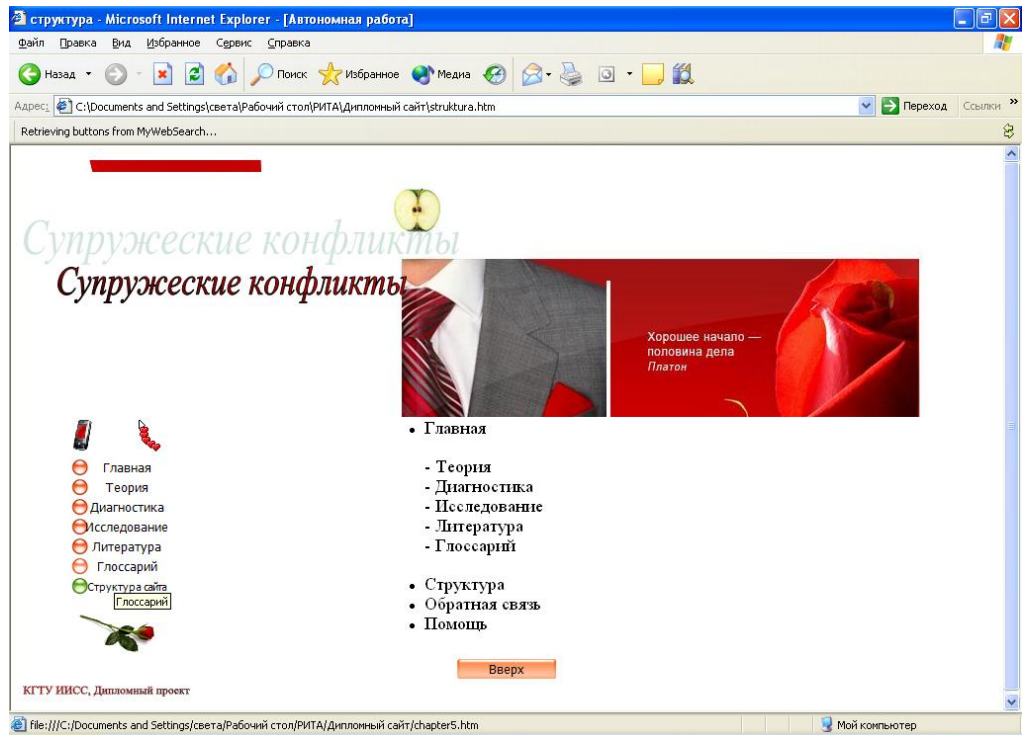 структура - Microsoft Internet Explorer - [Автономная работа]
Файл Правка Вид Избранное Сервис Справка
Назад Поиск Избранное Медиа
Адрес: C:\Documents and Settings\света\Рабочий стол\РИТА\Дипломный сайт\struktura.htm Переход Ссылки »
Retrieving buttons from MyWebSearch...
Супружеские конфликты
Супружеские конфликты
Хорошее начало —
половина дела
Платон
Главная
Теория
Диагностика
Исследование
Литература
Глоссарий
Структура сайта
Глоссарий
КГТУ ИИСС, Дипломный проект
• Главная
- Теория
- Диагностика
- Исследование
- Литература
- Глоссарий
• Структура
• Обратная связь
• Помощь
Вверх
file:///C:/Documents and Settings/света/Рабочий стол/РИТА/Дипломный сайт/chapter5.htm Мой компьютер